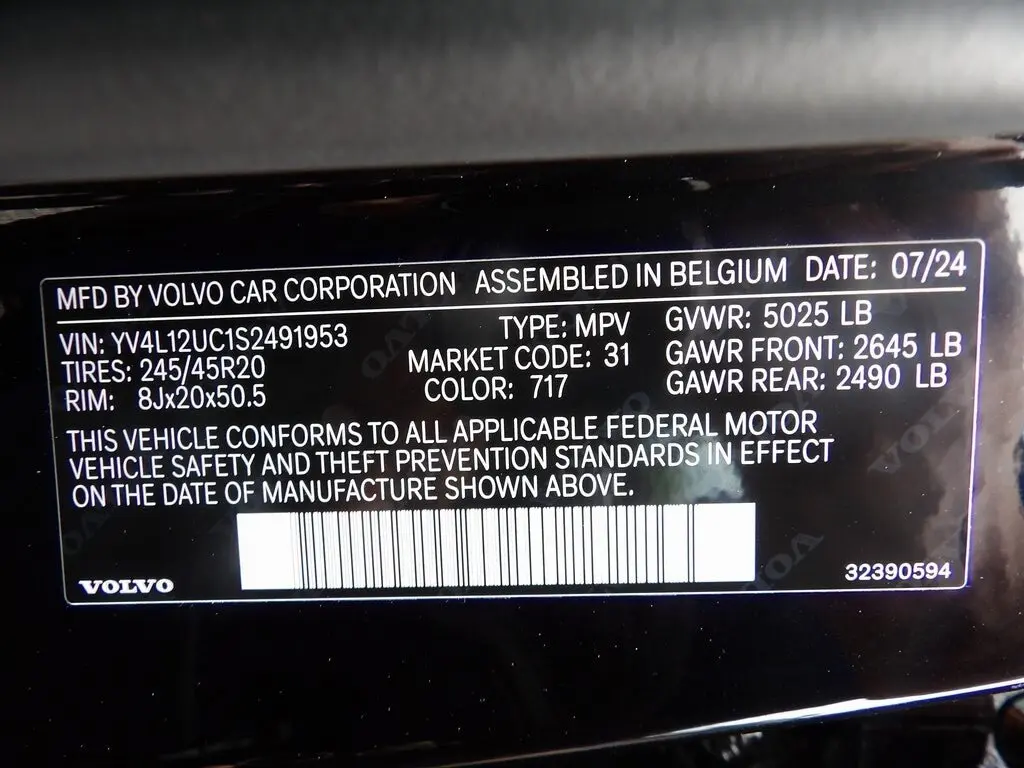 MFD BY VOLVO CAR CORPORATION ASSEMBLED IN BELGIUM DATE: 07/24
VIN: YV4L12UC1S2491953 TYPE: MPV GVWR: 5025 LB
TIRES: 245/45R20 MARKET CODE: 31 GAWR FRONT: 2645 LB
RIM: 8Jx20x50.5 COLOR: 717 GAWR REAR: 2490 LB
THIS VEHICLE CONFORMS TO ALL APPLICABLE FEDERAL MOTOR
VEHICLE SAFETY AND THEFT PREVENTION STANDARDS IN EFFECT
ON THE DATE OF MANUFACTURE SHOWN ABOVE.
VOLVO 32390594